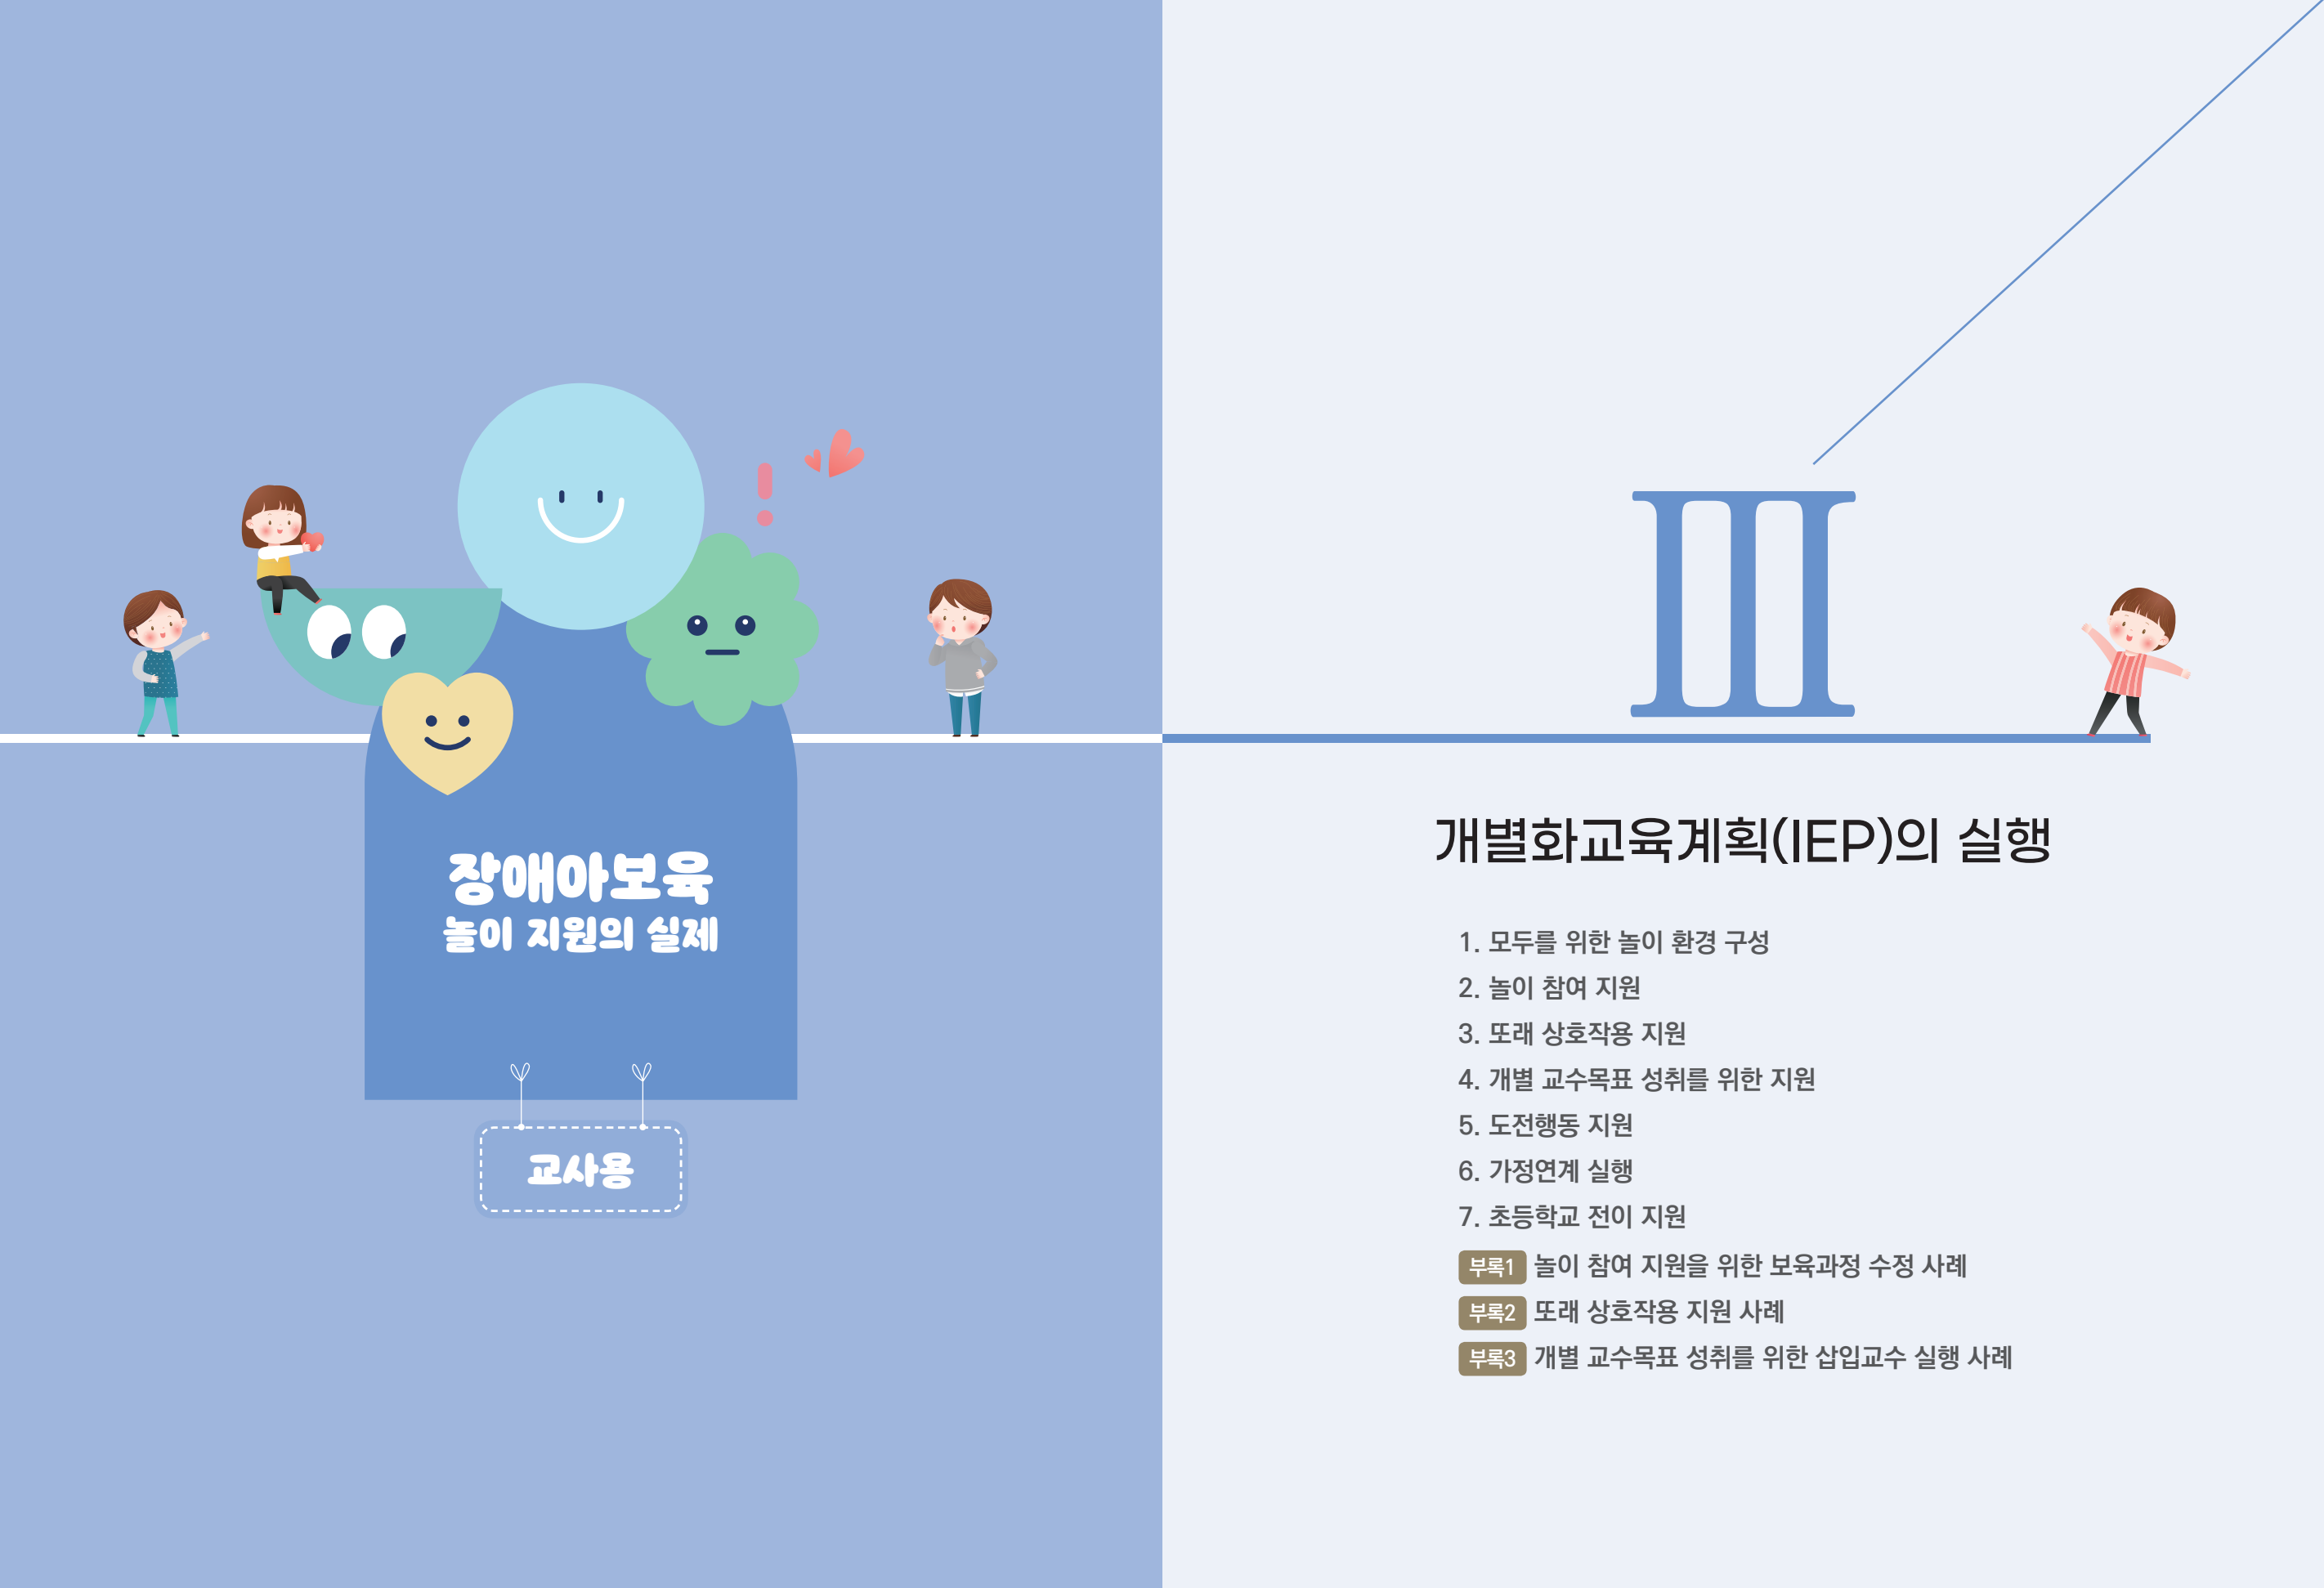 장애아보육
놀이 지원의 실제
교사용
Ⅲ
개별화교육계획(IEP)의 실행
1. 모두를 위한 놀이 환경 구성
2. 놀이 참여 지원
3. 또래 상호작용 지원
4. 개별 교수목표 성취를 위한 지원
5. 도전행동 지원
6. 가정연계 실행
7. 초등학교 전이 지원
부록1 놀이 참여 지원을 위한 보육과정 수정 사례
부록2 또래 상호작용 지원 사례
부록3 개별 교수목표 성취를 위한 삽입교수 실행 사례